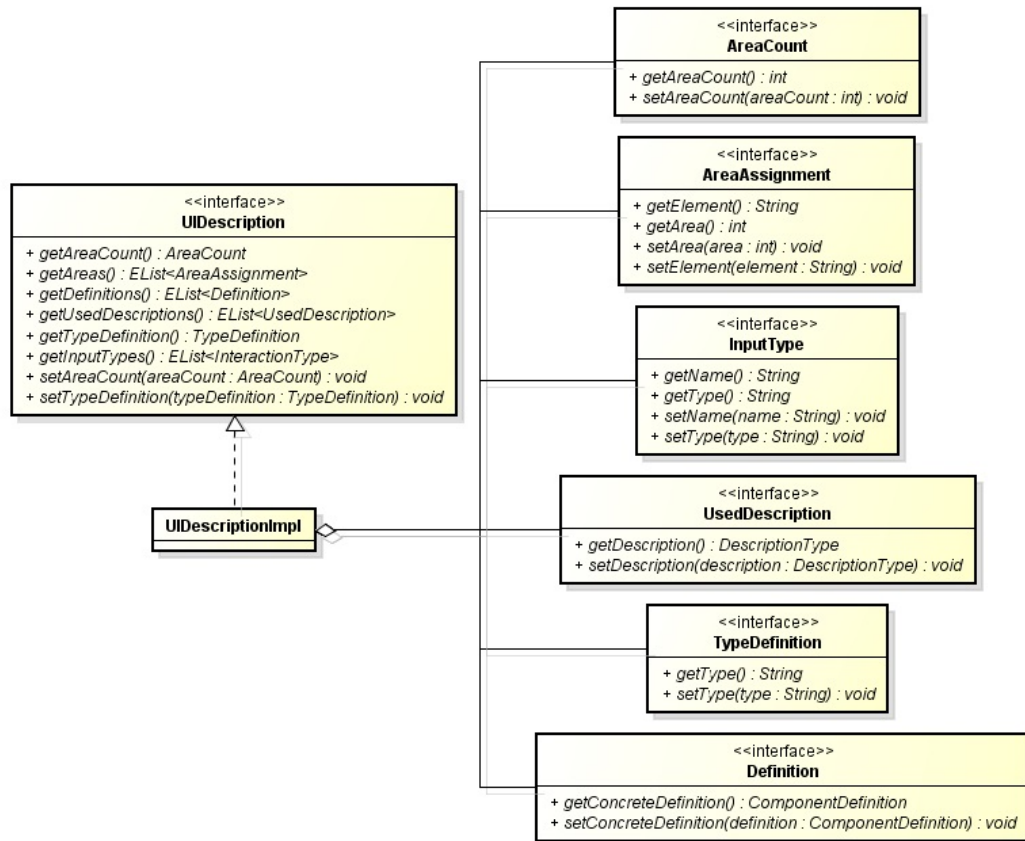 <<interface>>
UIDescription
+ getAreaCount() : AreaCount
+ getAreas() : EList<AreaAssignment>
+ getDefinitions() : EList<Definition>
+ getUsedDescriptions() : EList<UsedDescription>
+ getTypeDefinition() : TypeDefinition
+ getInputTypes() : EList<InteractionType>
+ setAreaCount(areaCount : AreaCount) : void
+ setTypeDefinition(typeDefinition : TypeDefinition) : void
UIDescriptionImpl
<<interface>>
AreaCount
+ getAreaCount() : int
+ setAreaCount(areaCount : int) : void
<<interface>>
AreaAssignment
+ getElement() : String
+ getArea() : int
+ setArea(area : int) : void
+ setElement(element : String) : void
<<interface>>
InputType
+ getName() : String
+ getType() : String
+ setName(name : String) : void
+ setType(type : String) : void
<<interface>>
UsedDescription
+ getDescription() : DescriptionType
+ setDescription(description : DescriptionType) : void
<<interface>>
TypeDefinition
+ getType() : String
+ setType(type : String) : void
<<interface>>
Definition
+ getConcreteDefinition() : ComponentDefinition
+ setConcreteDefinition(definition : ComponentDefinition) : void